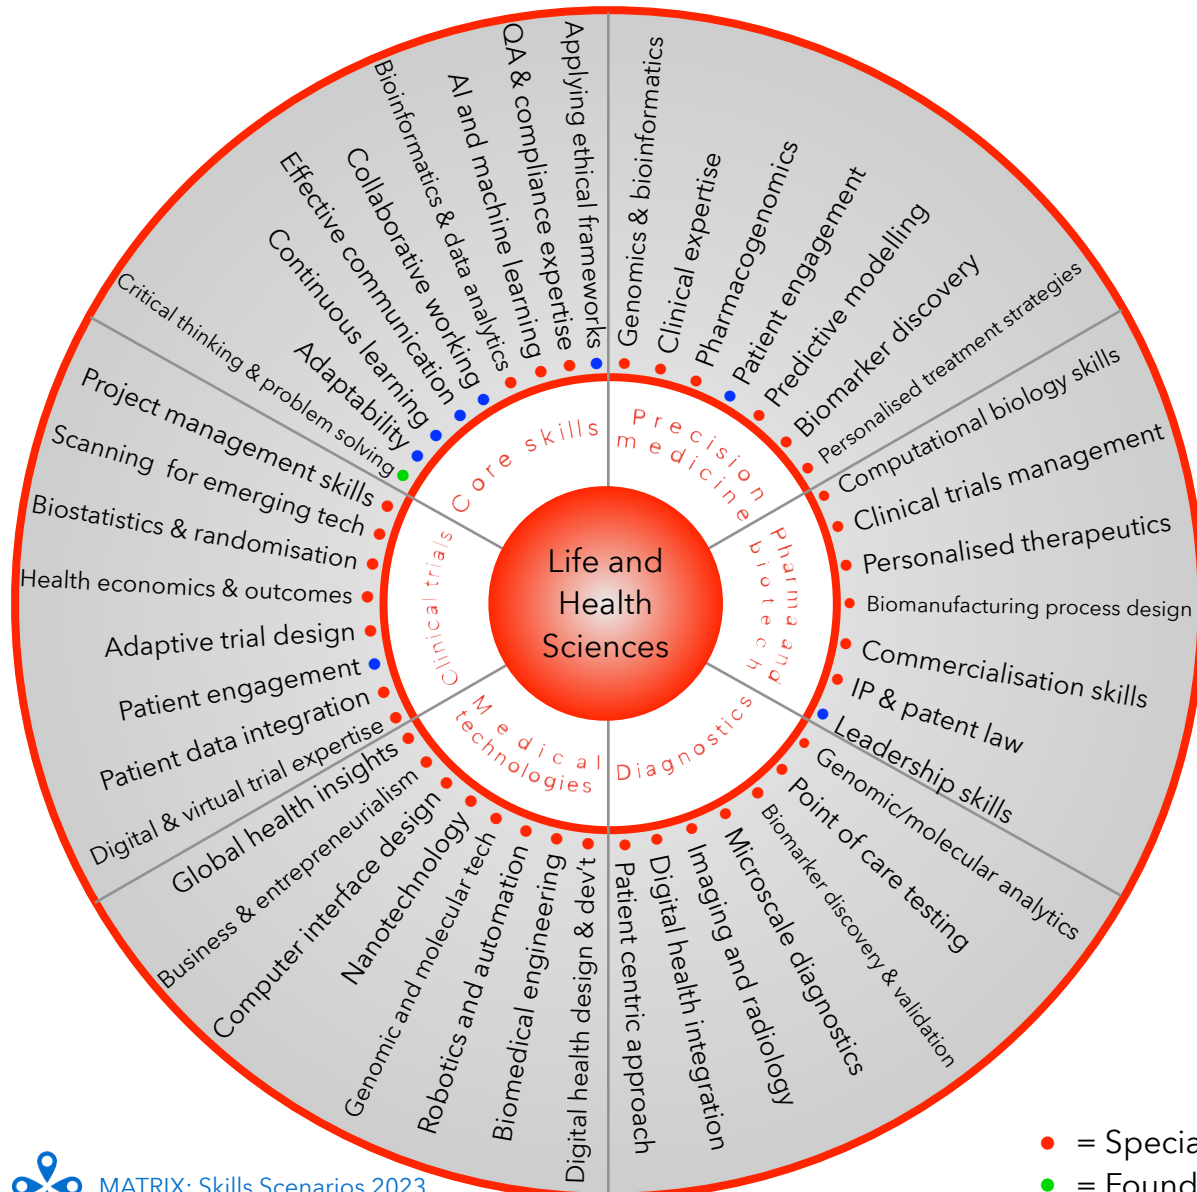 Life and
Health
Sciences
Core skills
Critical thinking & problem solving
Adaptability
Continuous learning
Effective communication
Collaborative working
Bioinformatics & data analytics
AI and machine learning
QA & compliance expertise
Applying ethical frameworks
Precision
medicine
Genomics & bioinformatics
Clinical expertise
Pharmacogenomics
Patient engagement
Predictive modelling
Biomarker discovery
Personalised treatment strategies
Pharma and
biotech
Computational biology skills
Clinical trials management
Personalised therapeutics
Biomanufacturing process design
Commercialisation skills
IP & patent law
Leadership skills
Diagnostics
Genomic/molecular analytics
Point of care testing
Biomarker discovery & validation
Microscale diagnostics
Imaging and radiology
Digital health integration
Patient centric approach
Medical
technologies
Digital health design & dev't
Biomedical engineering
Robotics and automation
Genomic and molecular tech
Nanotechnology
Computer interface design
Business & entrepreneurialism
Global health insights
Clinical trials
Digital & virtual trial expertise
Patient data integration
Patient engagement
Adaptive trial design
Health economics & outcomes
Biostatistics & randomisation
Scanning for emerging tech
Project management skills
= Specia
= Found
MATRIX: Skills Scenarios 2023